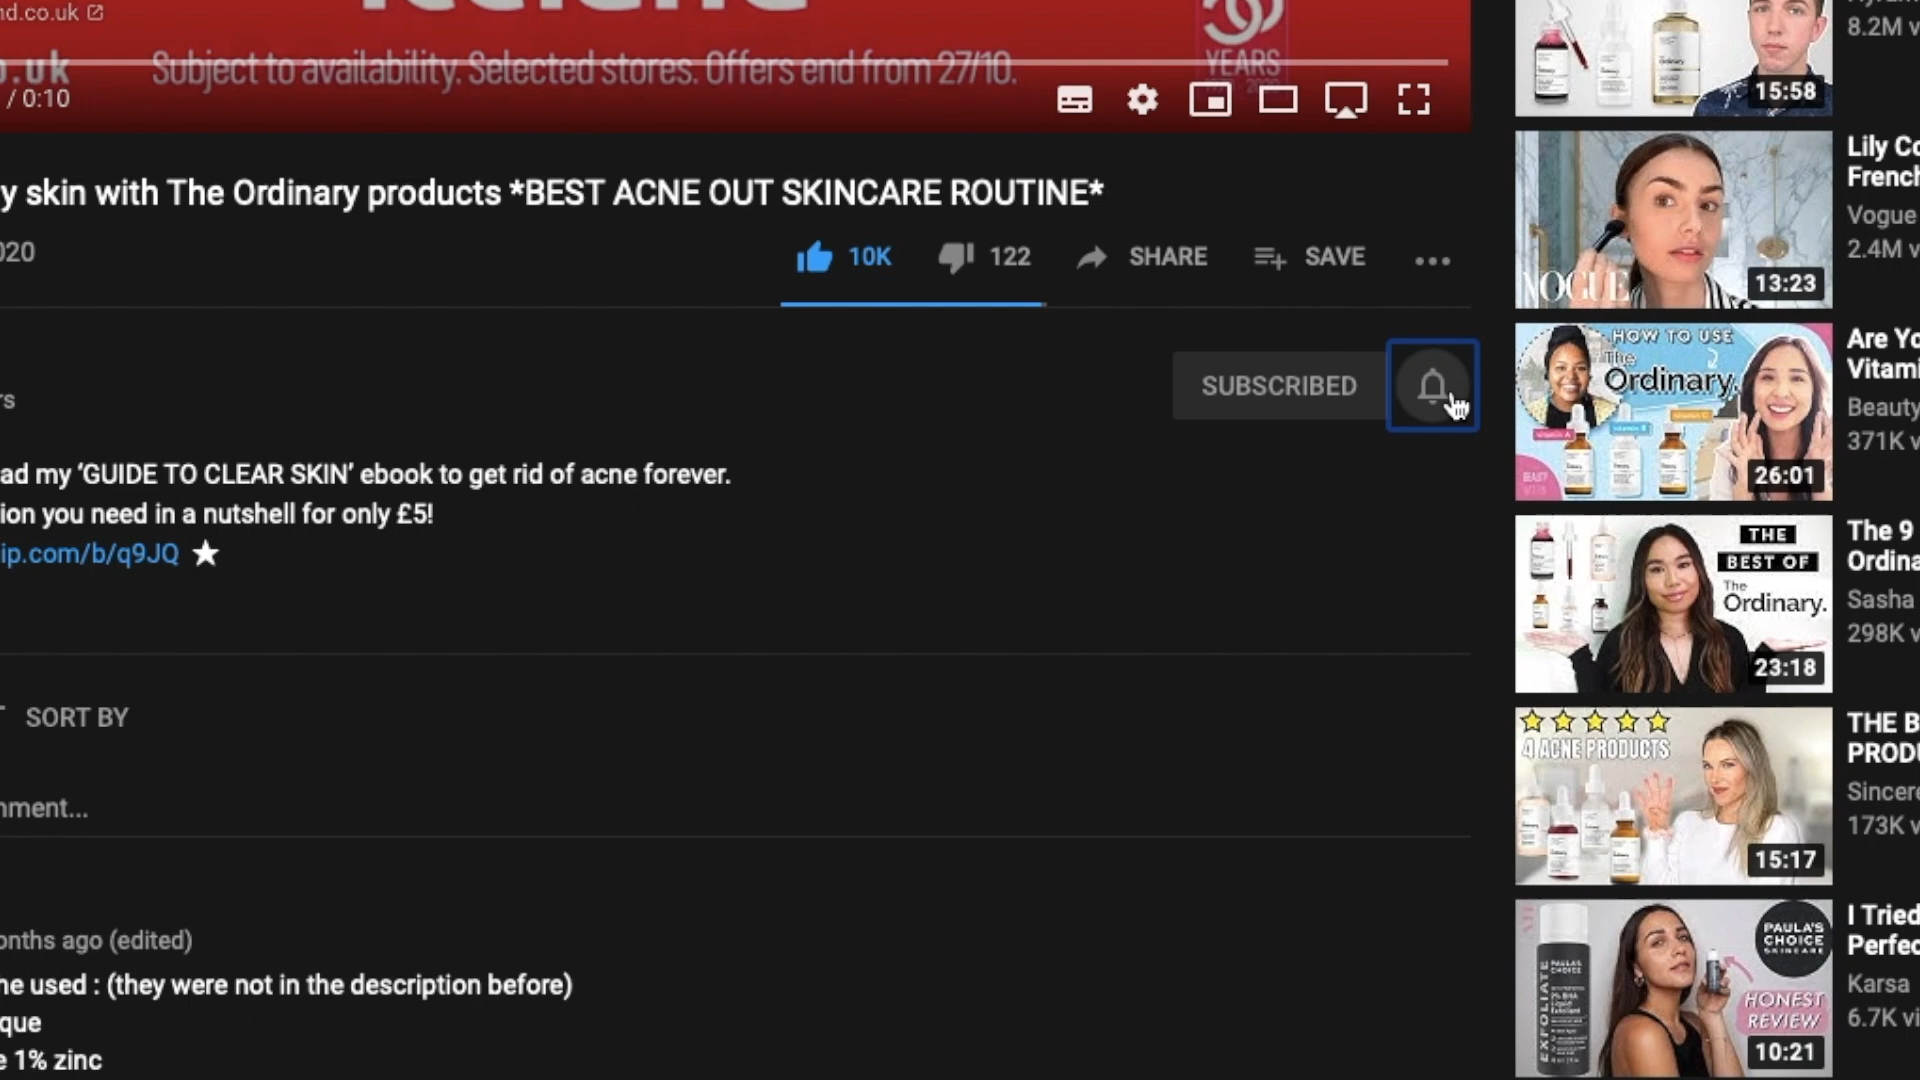 nd.co.uk
.uk
Subject to availability. Selected stores. Offers end from 27/10.
YEARS
/ 0:10
y skin with The Ordinary products *BEST ACNE OUT SKINCARE ROUTINE*
020
10K
122
SHARE
SAVE
SUBSCRIBED
rs
ad my ‘GUIDE TO CLEAR SKIN’ ebook to get rid of acne forever.
ion you need in a nutshell for only £5!
ip.com/b/q9JQ
SORT BY
mment...
onths ago (edited)
he used : (they were not in the description before)
que
e 1% zinc
8.2M v
15:58
Lily Co
French
Vogue
2.4M v
VOGUE
13:23
Are Yo
Vitami
Beauty
371K v
HOW TO USE
The
Ordinary.
26:01
The 9
Ordina
Sasha
298K v
THE
BEST OF
The
Ordinary.
23:18
THE B
PRODU
Sincere
173K v
4 ACNE PRODUCTS
15:17
I Tried
Perfec
Karsa
6.7K vi
PAULA'S
CHOICE
SKINCARE
EXFOLIATE
HONEST
REVIEW
10:21